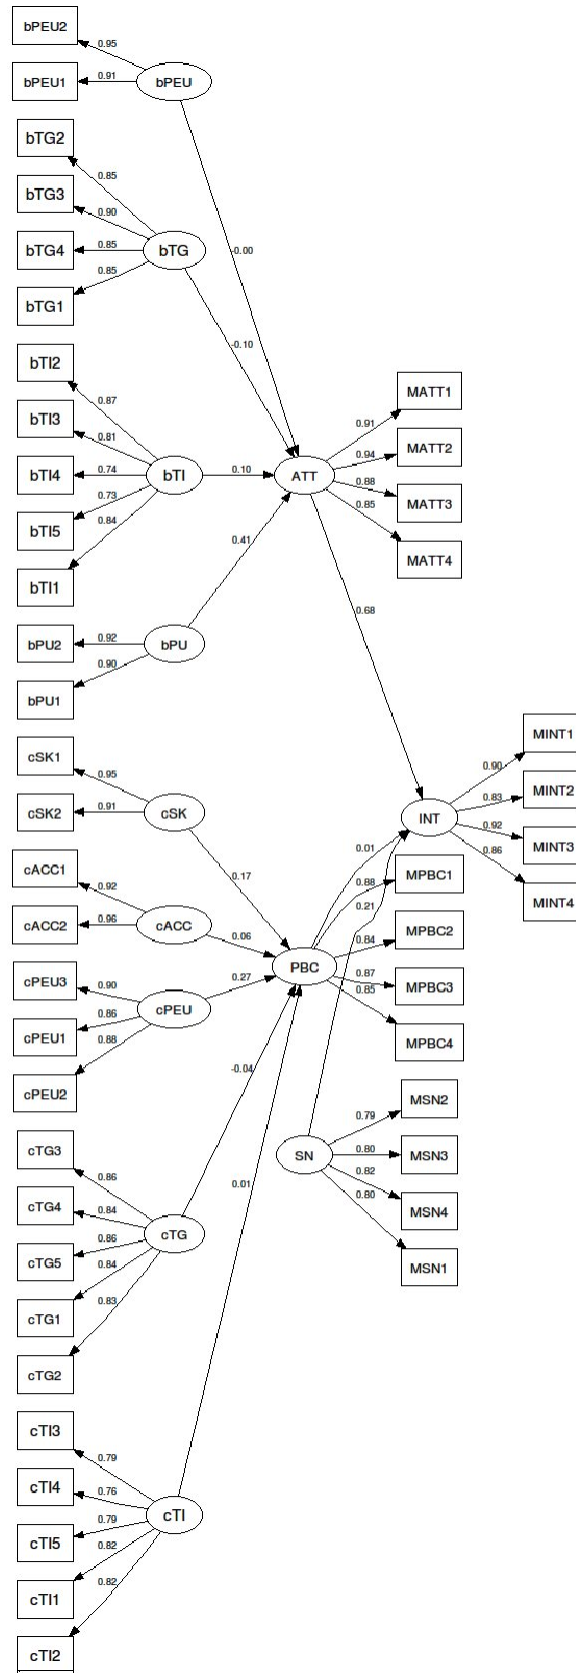 bPEU2
0.95
bPEU1
0.91
bPEU
bTG2
0.85
bTG3
0.90
bTG4
0.85
bTG
-0.00
0.85
bTG1
-0.10
bTI2
0.87
MATT1
bTI3
0.81
0.91
MATT2
0.94
bTI4
0.74
bTI
0.10
ATT
0.88
MATT3
0.73
0.85
bTI5
0.84
0.41
MATT4
bTI1
0.68
bPU2
0.92
bPU
0.90
bPU1
MINT1
cSK1
0.90
0.95
MINT2
0.83
cSK2
0.91
cSK
INT
0.92
MINT3
0.01
0.86
cACC1
0.17
0.88
MPBC1
0.92
MINT4
0.21
cACC2
0.96
cACC
0.06
MPBC2
0.84
PBC
cPEU3
0.90
0.27
0.87
MPBC3
0.85
cPEU
0.86
cPEU1
0.88
MPBC4
-0.04
cPEU2
MSN2
0.79
cTG3
SN
0.80
MSN3
0.82
0.86
0.01
0.80
cTG4
0.84
MSN4
cTG
0.86
cTG5
0.84
MSN1
0.83
cTG1
cTG2
cTI3
0.79
cTI4
0.76
cTI
0.79
cTI5
0.82
0.82
cTI1
cTI2